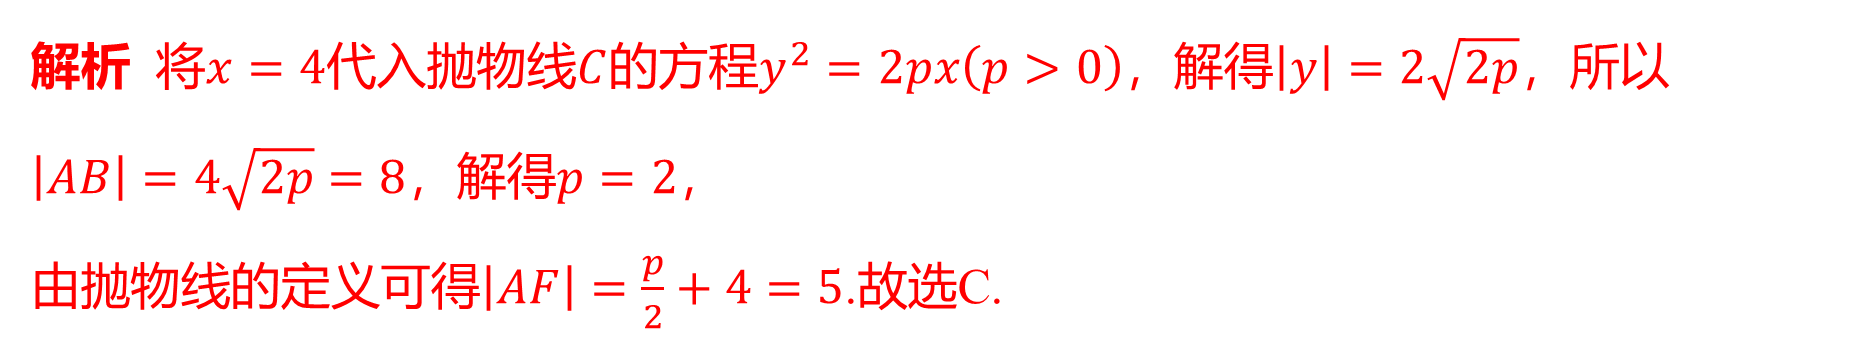 解析 将x = 4代入抛物线C的方程y² = 2px(p > 0)，解得|y| = 2√(2p)，所以
|AB| = 4√(2p) = 8，解得p = 2，
由抛物线的定义可得|AF| = p/2 + 4 = 5.故选C.